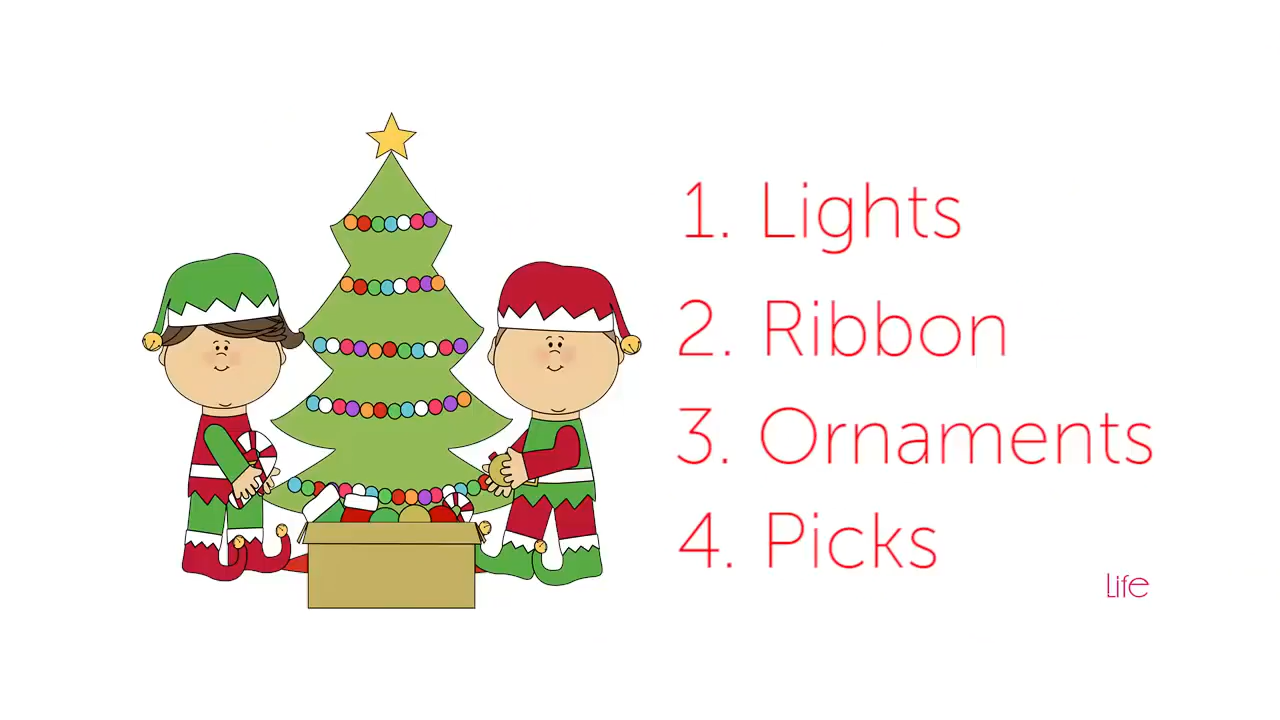 1. Lights
2. Ribbon
3. Ornaments
4. Picks
Life